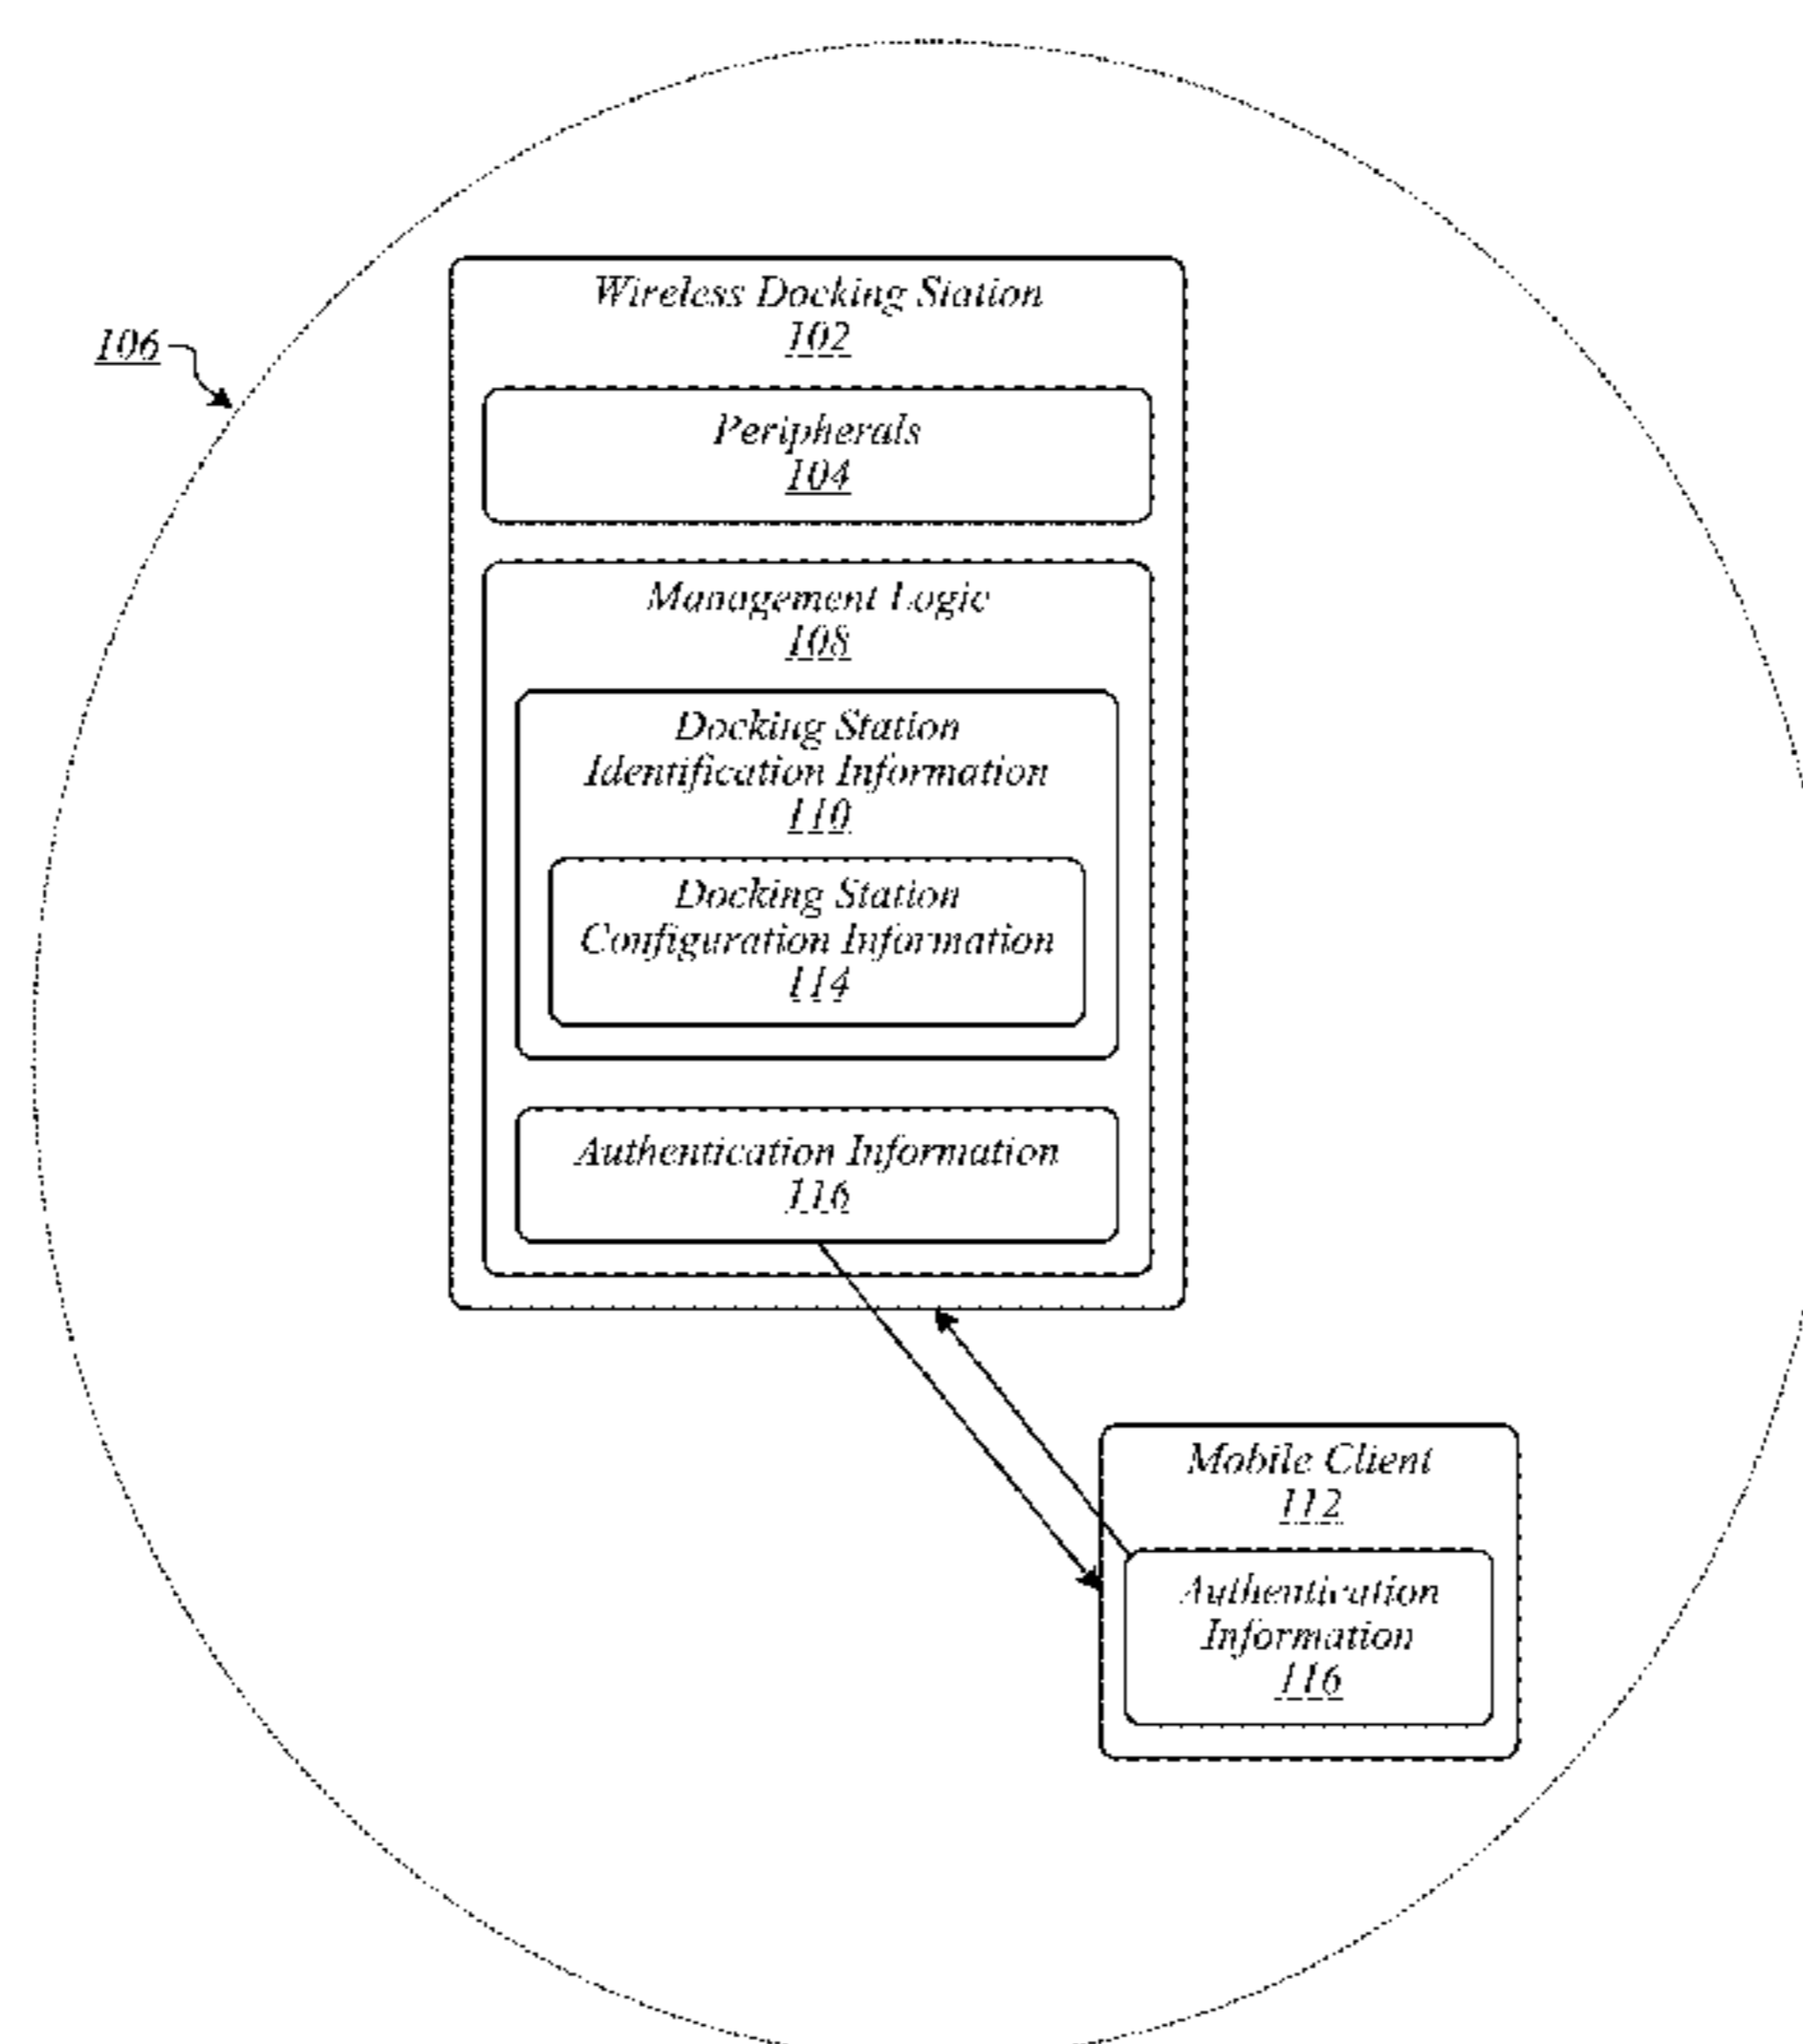 106
Wireless Docking Station
102
Peripherals
104
Management Logic
108
Docking Station
Identification Information
110
Docking Station
Configuration Information
114
Authentication Information
116
Mobile Client
112
Authentication
Information
116